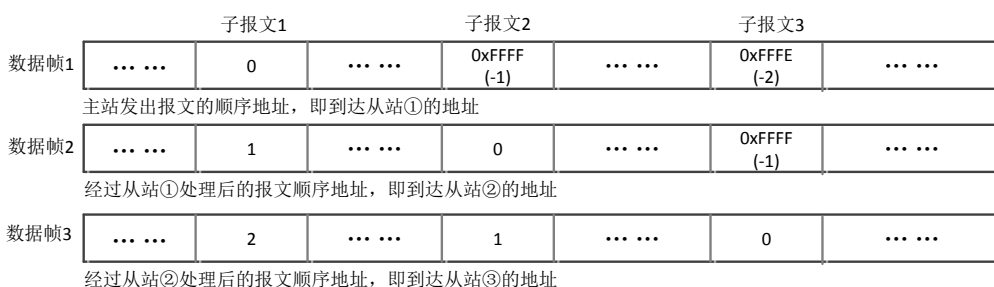 子报文1 子报文2 子报文3
数据帧1 … … 0 … … 0xFFFF … … 0xFFFE … …
(-1) (-2)
主站发出报文的顺序地址，即到达从站①的地址
数据帧2 … … 1 … … 0 … … 0xFFFF … …
(-1)
经过从站①处理后的报文顺序地址，即到达从站②的地址
数据帧3 … … 2 … … 1 … … 0 … …
经过从站②处理后的报文顺序地址，即到达从站③的地址